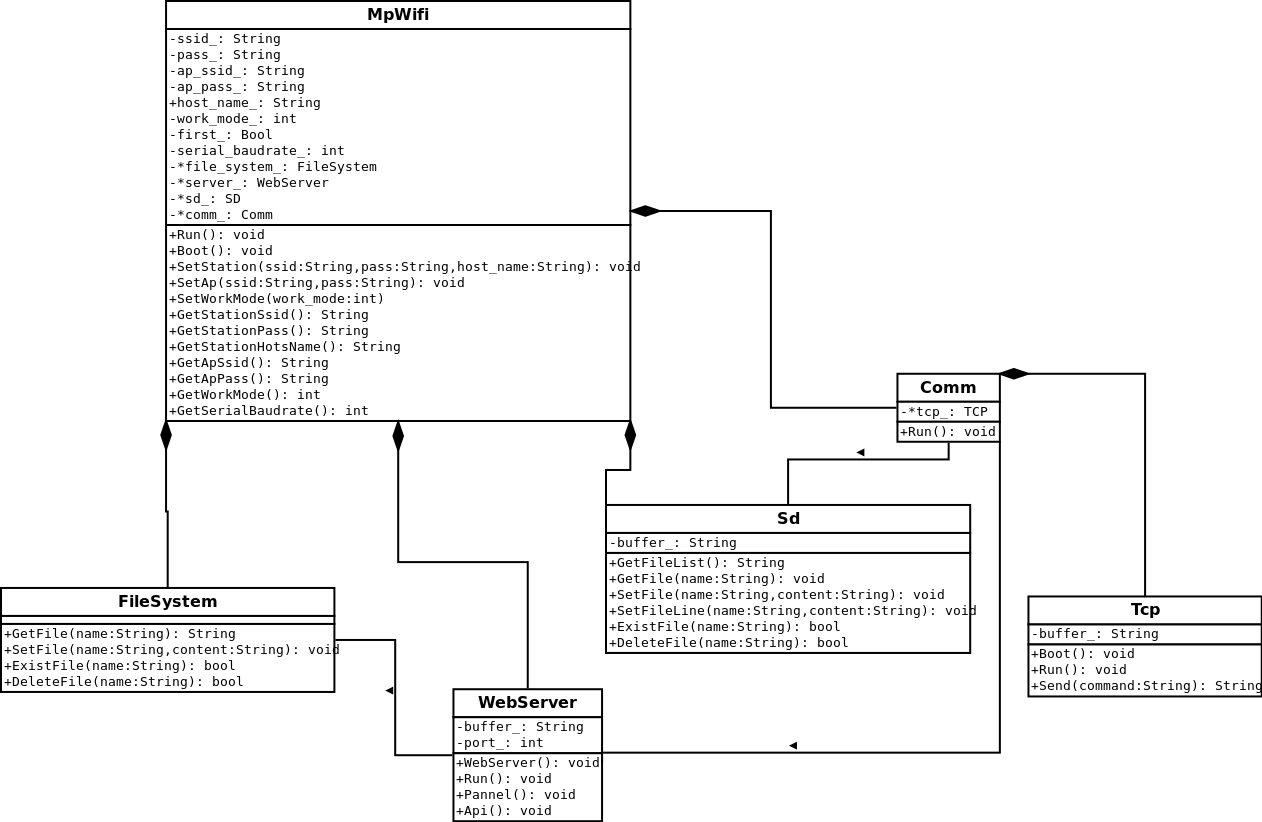 MpWifi
-ssid_: String
-pass_: String
-ap_ssid_: String
-ap_pass_: String
+host_name_: String
-work_mode_: int
-first_: Bool
-serial_baudrate_: int
-*file_system_: FileSystem
-*server_: WebServer
-*sd_: SD
-*comm_: Comm
+Run(): void
+Boot(): void
+SetStation(ssid:String,pass:String,host_name:String): void
+SetAp(ssid:String,pass:String): void
+SetWorkMode(work_mode:int)
+GetStationSsid(): String
+GetStationPass(): String
+GetStationHotsName(): String
+GetApSsid(): String
+GetApPass(): String
+GetWorkMode(): int
+GetSerialBaudrate(): int
Comm
-*tcp_: TCP
+Run(): void
Sd
-buffer_: String
+GetFileList(): String
+GetFile(name:String): void
+SetFile(name:String,content:String): void
+SetFileLine(name:String,content:String): void
+ExistFile(name:String): bool
+DeleteFile(name:String): bool
FileSystem
+GetFile(name:String): String
+SetFile(name:String,content:String): void
+ExistFile(name:String): bool
+DeleteFile(name:String): bool
Tcp
-buffer_: String
+Boot(): void
+Run(): void
+Send(command:String): String
WebServer
-buffer_: String
-port_: int
+WebServer(): void
+Run(): void
+Pannel(): void
+Api(): void